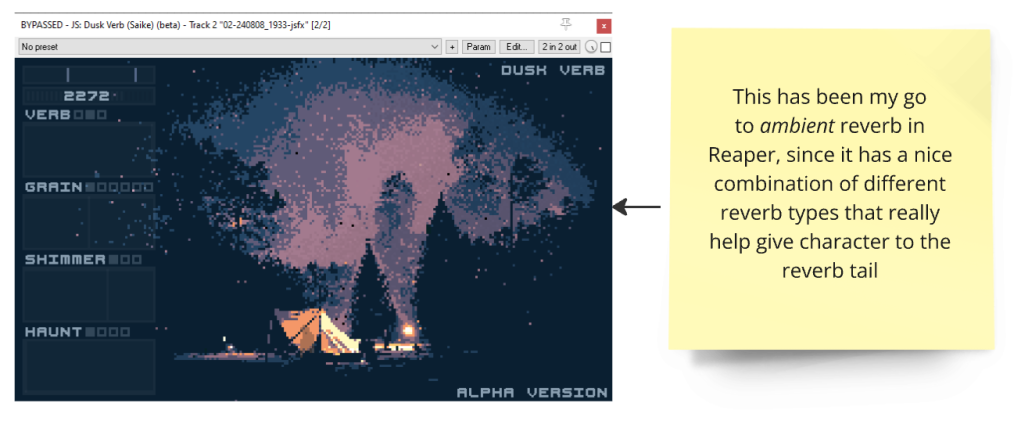 BYPASSED - JS: Dusk Verb (Saike) (beta) - Track 2 "02-240808_1933-jsfx" [2/2]
No preset + Param Edit... 2 in 2 out
DUSK VERB
2272
VERB
GRAIN
SHIMMER
HAUNT
ALPHA VERSION
This has been my go
to ambient reverb in
Reaper, since it has a nice
combination of different
reverb types that really
help give character to the
reverb tail